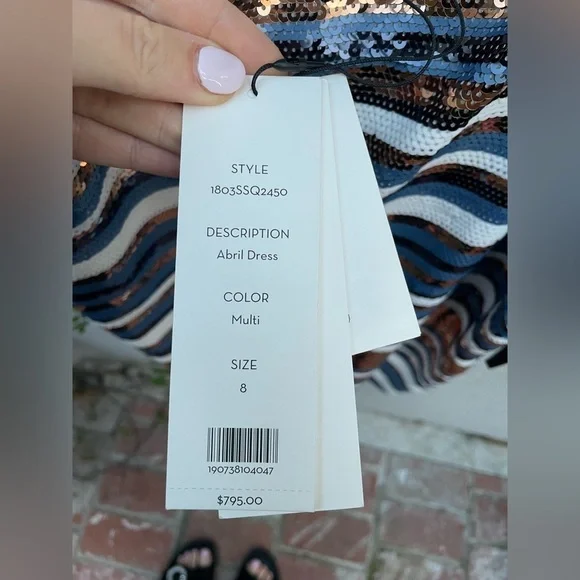 STYLE
1803SSQ2450
DESCRIPTION
Abril Dress
COLOR
Multi
SIZE
8
190738104047
$795.00